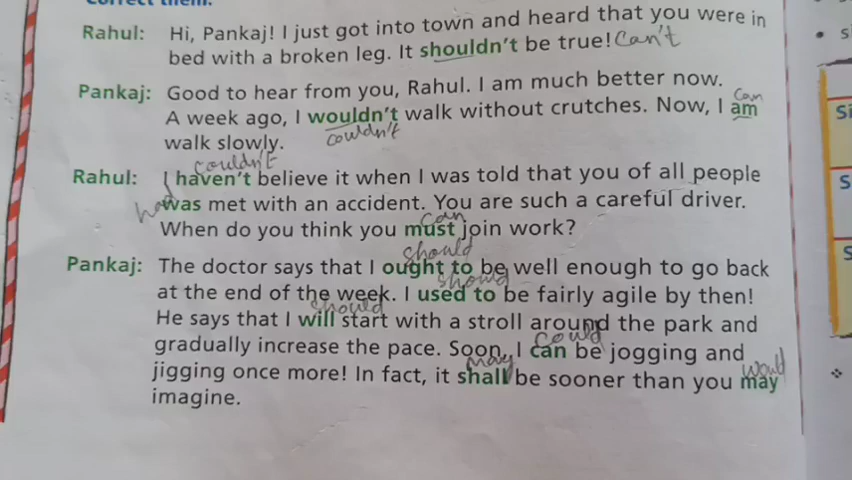 Correct them.
Rahul: Hi, Pankaj! I just got into town and heard that you were in
bed with a broken leg. It shouldn't be true! Can't
Pankaj: Good to hear from you, Rahul. I am much better now.
can
A week ago, I wouldn't walk without crutches. Now, I am
couldn't
walk slowly.
couldn't
Rahul: I haven't believe it when I was told that you of all people
had was met with an accident. You are such a careful driver.
can
When do you think you must join work?
should
Pankaj: The doctor says that I ought to be well enough to go back
should
at the end of the week. I used to be fairly agile by then!
should
He says that I will start with a stroll around the park and
could
gradually increase the pace. Soon, I can be jogging and
may would
jigging once more! In fact, it shall be sooner than you may
imagine.